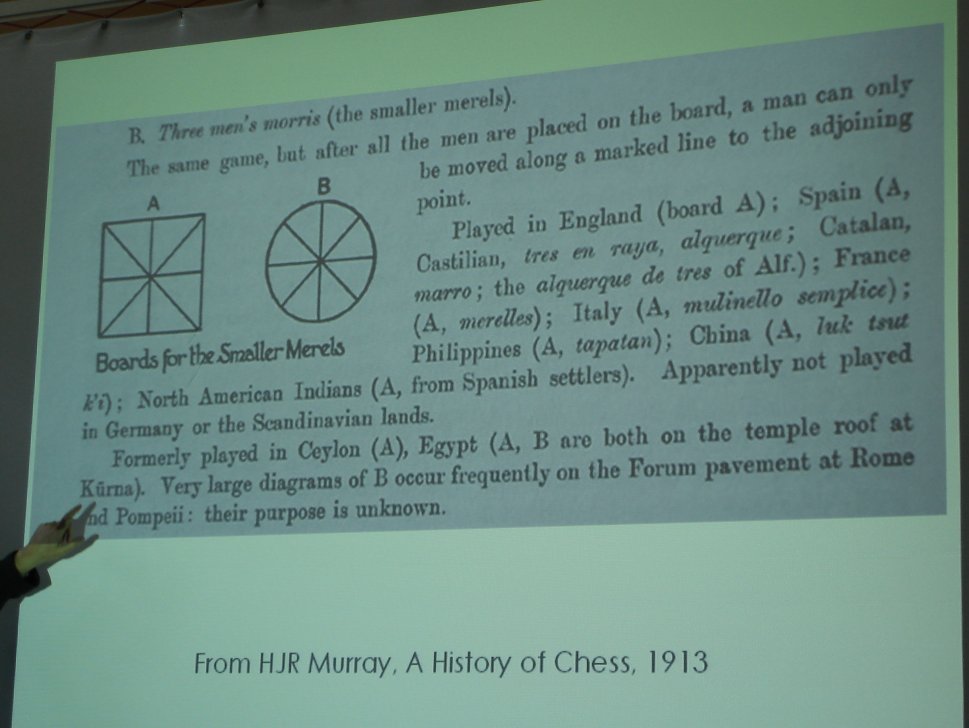 B. Three men's morris (the smaller merels).
The same game, but after all the men are placed on the board, a man can only
be moved along a marked line to the adjoining
point.
A
B
Boards for the Smaller Merels
Played in England (board A); Spain (A,
Castilian, tres en raya, alquerque; Catalan,
marro; the alquerque de tres of Alf.); France
(A, merelles); Italy (A, mulinello semplice);
Philippines (A, tapatan); China (A, luk tsut
k'i); North American Indians (A, from Spanish settlers). Apparently not played
in Germany or the Scandinavian lands.
Formerly played in Ceylon (A), Egypt (A, B are both on the temple roof at
Kūrna). Very large diagrams of B occur frequently on the Forum pavement at Rome
nd Pompeii: their purpose is unknown.
From HJR Murray, A History of Chess, 1913